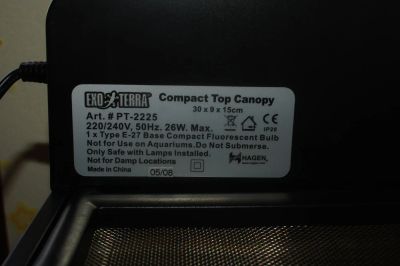 EXO TERRA Compact Top Canopy
30 x 9 x 15cm
Art. # PT-2225
220/240V, 50Hz. 26W. Max.
1 x Type E-27 Base Compact Fluorescent Bulb
Not for Use on Aquariums.Do Not Submerse.
Only Safe with Lamps Installed.
Not for Damp Locations
Made in China
05/08
CE
IP20
HAGEN